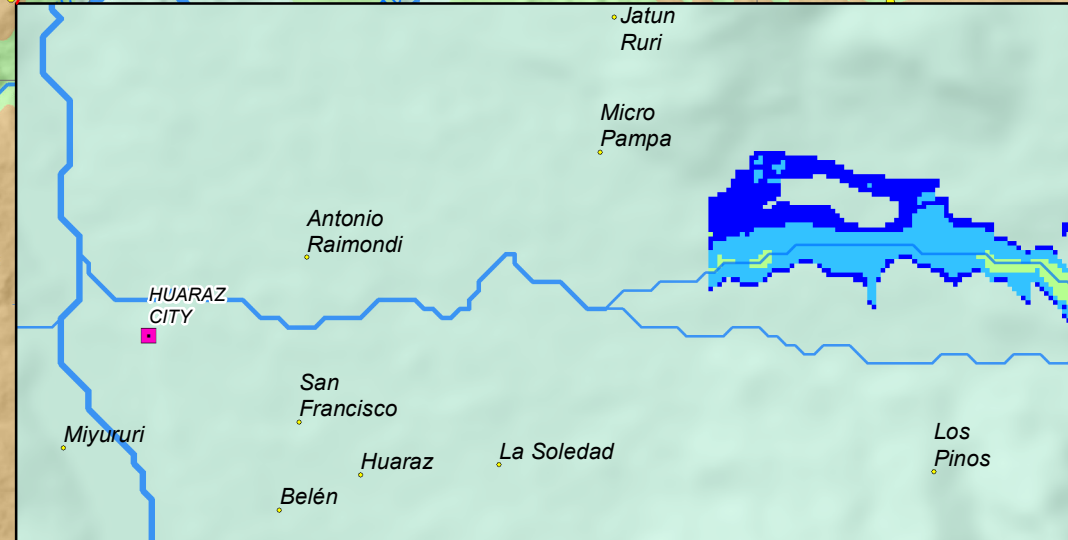 Jatun
Ruri
Micro
Pampa
Antonio
Raimondi
HUARAZ
CITY
San
Francisco
Miyururi
Huaraz
La Soledad
Los
Pinos
Belén